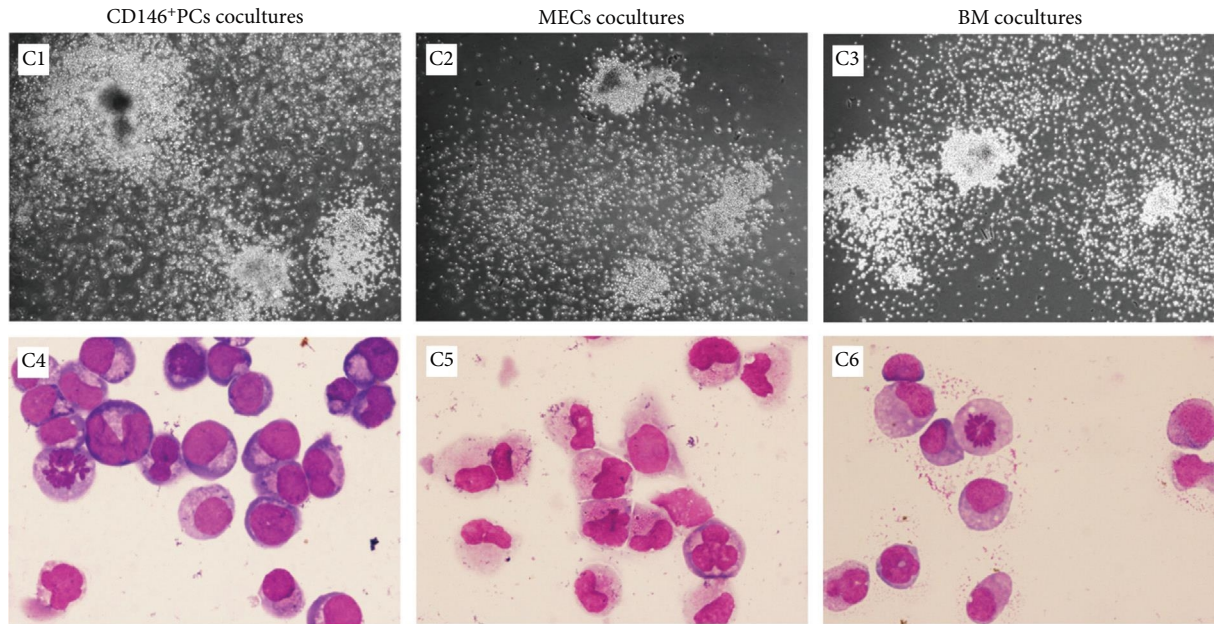 CD146⁺PCs cocultures
MECs cocultures
BM cocultures
C1
C2
C3
C4
C5
C6